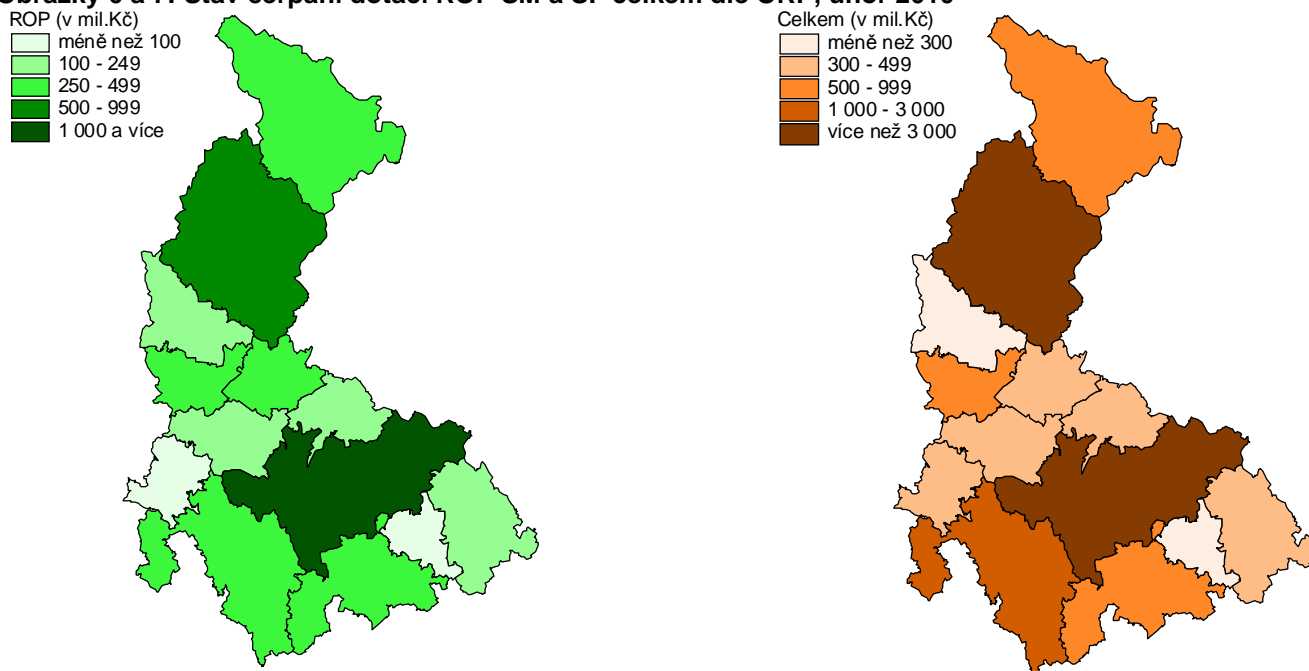 ROP (v mil.Kč)
méně než 100
100 - 249
250 - 499
500 - 999
1 000 a více
Celkem (v mil.Kč)
méně než 300
300 - 499
500 - 999
1 000 - 3 000
více než 3 000